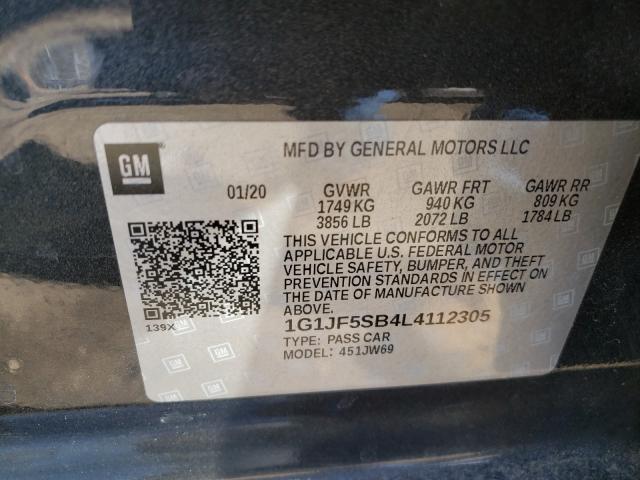 GM
MFD BY GENERAL MOTORS LLC
01/20 GVWR GAWR FRT GAWR RR
1749 KG 940 KG 809 KG
3856 LB 2072 LB 1784 LB
THIS VEHICLE CONFORMS TO ALL
APPLICABLE U.S. FEDERAL MOTOR
VEHICLE SAFETY, BUMPER, AND THEFT
PREVENTION STANDARDS IN EFFECT ON
THE DATE OF MANUFACTURE SHOWN
ABOVE.
139X
1G1JF5SB4L4112305
TYPE: PASS CAR
MODEL: 451JW69